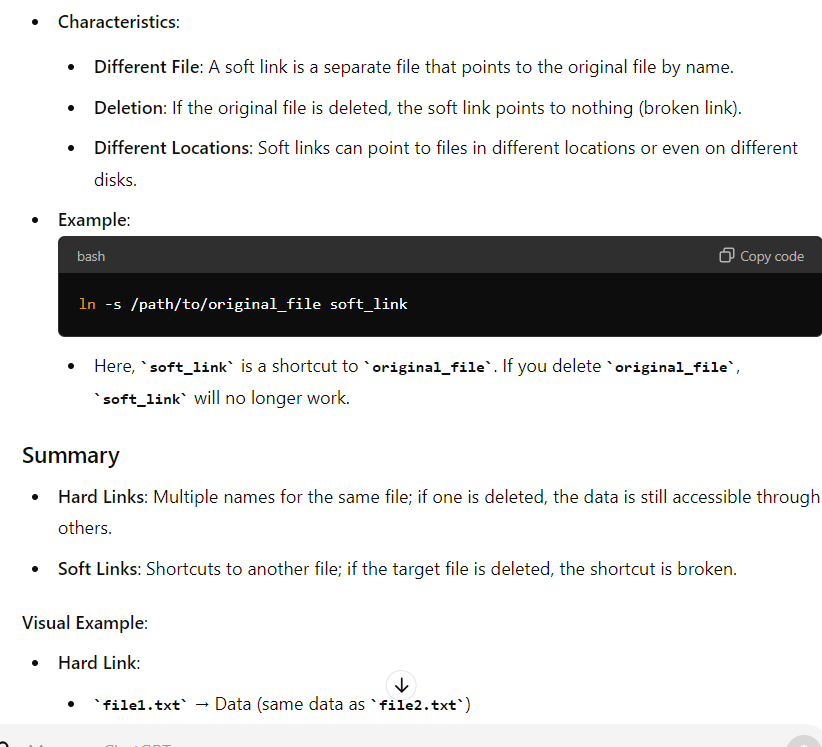 Characteristics:
Different File: A soft link is a separate file that points to the original file by name.
Deletion: If the original file is deleted, the soft link points to nothing (broken link).
Different Locations: Soft links can point to files in different locations or even on different
disks.
Example:
bash
Copy code
ln -s /path/to/original_file soft_link
Here, `soft_link` is a shortcut to `original_file`. If you delete `original_file`,
`soft_link` will no longer work.
Summary
Hard Links: Multiple names for the same file; if one is deleted, the data is still accessible through
others.
Soft Links: Shortcuts to another file; if the target file is deleted, the shortcut is broken.
Visual Example:
Hard Link:
`file1.txt` → Data (same data as `file2.txt`)